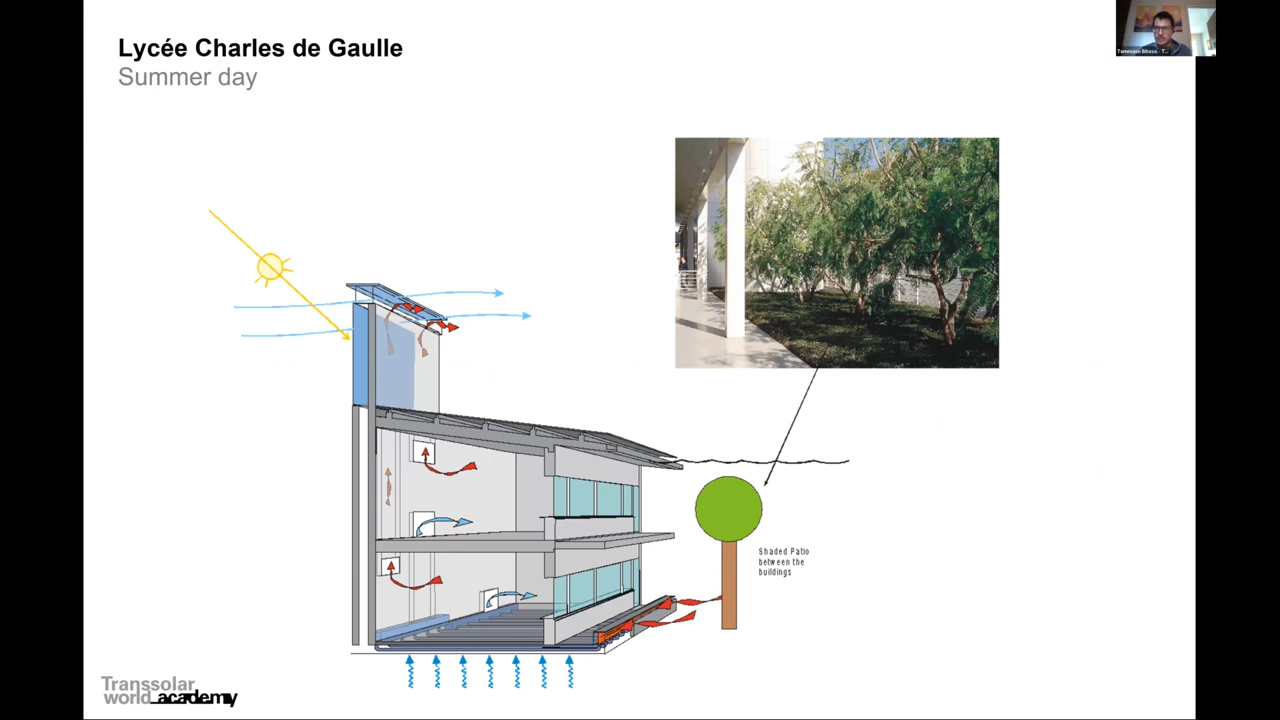 Lycée Charles de Gaulle
Summer day
Shaded Patio
between the
buildings
Transsolar
world academy